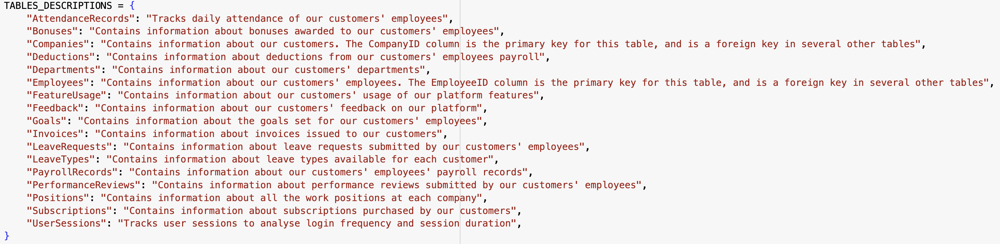 TABLES_DESCRIPTIONS = {
    "AttendanceRecords": "Tracks daily attendance of our customers' employees",
    "Bonuses": "Contains information about bonuses awarded to our customers' employees",
    "Companies": "Contains information about our customers. The CompanyID column is the primary key for this table, and is a foreign key in several other tables",
    "Deductions": "Contains information about deductions from our customers' employees payroll",
    "Departments": "Contains information about our customers' departments",
    "Employees": "Contains information about our customers' employees. The EmployeeID column is the primary key for this table, and is a foreign key in several other tables",
    "FeatureUsage": "Contains information about our customers' usage of our platform features",
    "Feedback": "Contains information about our customers' feedback on our platform",
    "Goals": "Contains information about the goals set for our customers' employees",
    "Invoices": "Contains information about invoices issued to our customers",
    "LeaveRequests": "Contains information about leave requests submitted by our customers' employees",
    "LeaveTypes": "Contains information about leave types available for each customer",
    "PayrollRecords": "Contains information about our customers' employees' payroll records",
    "PerformanceReviews": "Contains information about performance reviews submitted by our customers' employees",
    "Positions": "Contains information about all the work positions at each company",
    "Subscriptions": "Contains information about subscriptions purchased by our customers",
    "UserSessions": "Tracks user sessions to analyse login frequency and session duration",
}